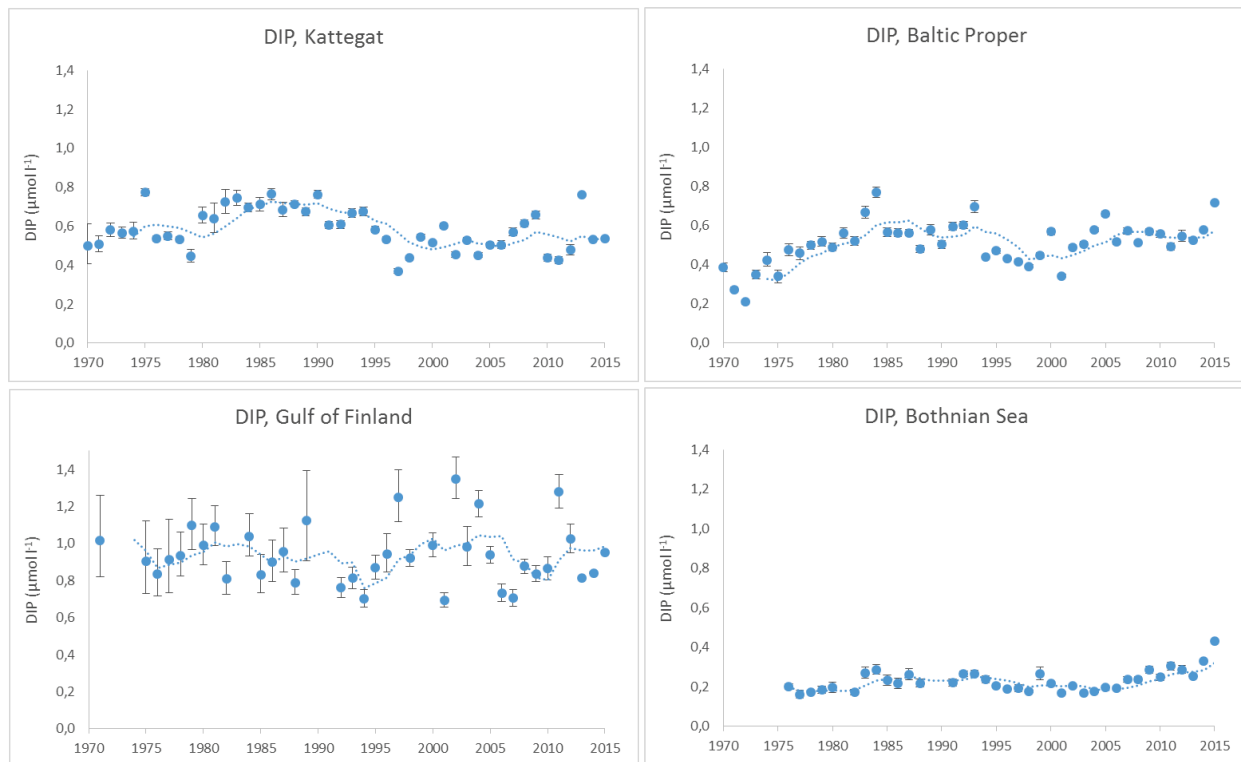 DIP, Kattegat
1,4
1,2
1,0
0,8
0,6
0,4
0,2
0,0
DIP (µmol l⁻¹)
1970 1975 1980 1985 1990 1995 2000 2005 2010 2015
DIP, Baltic Proper
1,4
1,2
1,0
0,8
0,6
0,4
0,2
0,0
DIP (µmol l⁻¹)
1970 1975 1980 1985 1990 1995 2000 2005 2010 2015
DIP, Gulf of Finland
1,4
1,2
1,0
0,8
0,6
0,4
0,2
0,0
DIP (µmol l⁻¹)
1970 1975 1980 1985 1990 1995 2000 2005 2010 2015
DIP, Bothnian Sea
1,4
1,2
1,0
0,8
0,6
0,4
0,2
0,0
DIP (µmol l⁻¹)
1970 1975 1980 1985 1990 1995 2000 2005 2010 2015